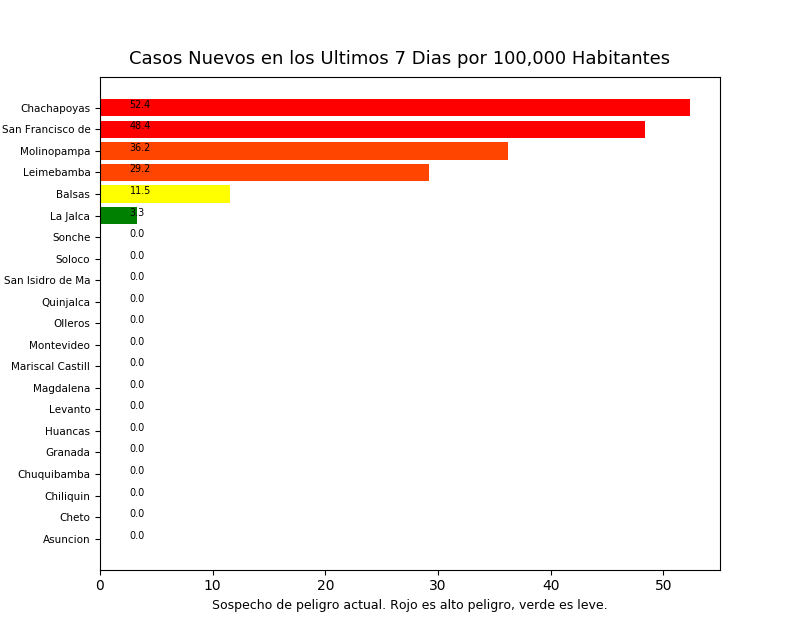 Casos Nuevos en los Ultimos 7 Dias por 100,000 Habitantes
Chachapoyas 52.4
San Francisco de 48.4
Molinopampa 36.2
Leimebamba 29.2
Balsas 11.5
La Jalca 3.3
Sonche 0.0
Soloco 0.0
San Isidro de Ma 0.0
Quinjalca 0.0
Olleros 0.0
Montevideo 0.0
Mariscal Castill 0.0
Magdalena 0.0
Levanto 0.0
Huancas 0.0
Granada 0.0
Chuquibamba 0.0
Chiliquin 0.0
Cheto 0.0
Asuncion 0.0
0 10 20 30 40 50
Sospecho de peligro actual. Rojo es alto peligro, verde es leve.